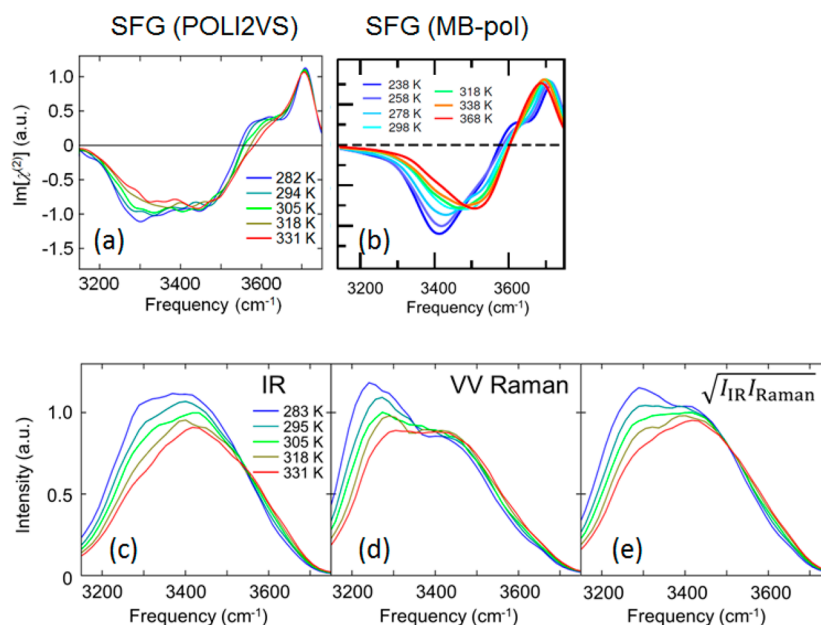 SFG (POLI2VS)
SFG (MB-pol)
Im[χ̃⁽²⁾] (a.u.)
1.0
0.5
0
-0.5
-1.0
-1.5
282 K
294 K
305 K
318 K
331 K
(a)
3200 3400 3600
Frequency (cm⁻¹)
238 K
258 K
278 K
298 K
318 K
338 K
368 K
(b)
3200 3400 3600
Frequency (cm⁻¹)
Intensity (a.u.)
1.0
0.5
0
IR
283 K
295 K
305 K
318 K
331 K
(c)
3200 3400 3600
Frequency (cm⁻¹)
VV Raman
(d)
3200 3400 3600
Frequency (cm⁻¹)
√(I_IR I_Raman)
(e)
3200 3400 3600
Frequency (cm⁻¹)